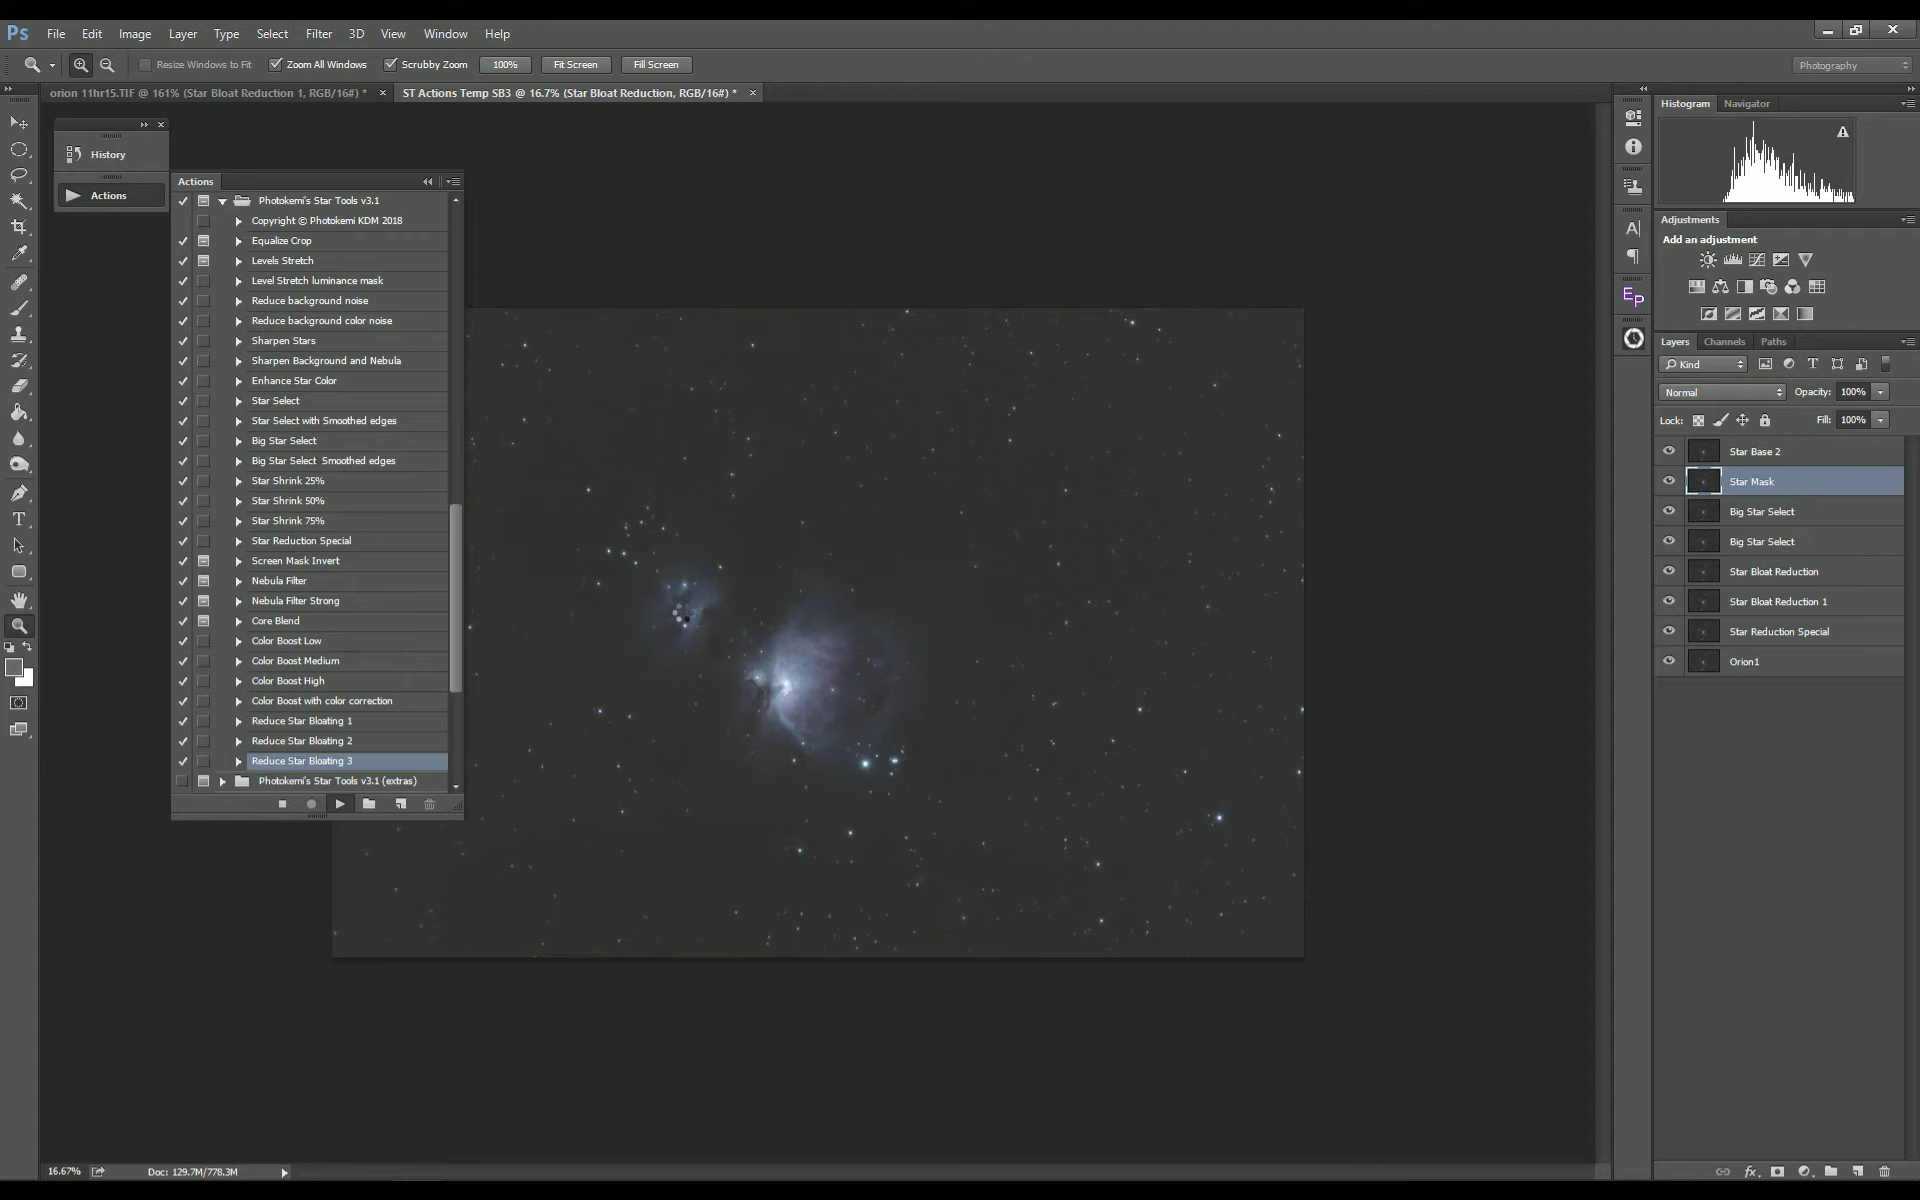 Ps File Edit Image Layer Type Select Filter 3D View Window Help
Resize Windows to Fit Zoom All Windows Scrubby Zoom 100% Fit Screen Fill Screen Photography
orion 11hr15.TIF @ 161% (Star Bloat Reduction 1, RGB/16#) * ST Actions Temp SB3 @ 16.7% (Star Bloat Reduction, RGB/16#) *
History
Actions
Actions
Photokemi's Star Tools v3.1
Copyright © Photokemi KDM 2018
Equalize Crop
Levels Stretch
Level Stretch luminance mask
Reduce background noise
Reduce background color noise
Sharpen Stars
Sharpen Background and Nebula
Enhance Star Color
Star Select
Star Select with Smoothed edges
Big Star Select
Big Star Select Smoothed edges
Star Shrink 25%
Star Shrink 50%
Star Shrink 75%
Star Reduction Special
Screen Mask Invert
Nebula Filter
Nebula Filter Strong
Core Blend
Color Boost Low
Color Boost Medium
Color Boost High
Color Boost with color correction
Reduce Star Bloating 1
Reduce Star Bloating 2
Reduce Star Bloating 3
Photokemi's Star Tools v3.1 (extras)
Histogram Navigator
Adjustments
Add an adjustment
Layers Channels Paths
Kind
Normal Opacity: 100%
Lock: Fill: 100%
Star Base 2
Star Mask
Big Star Select
Big Star Select
Star Bloat Reduction
Star Bloat Reduction 1
Star Reduction Special
Orion1
16.67% Doc: 129.7M/778.3M